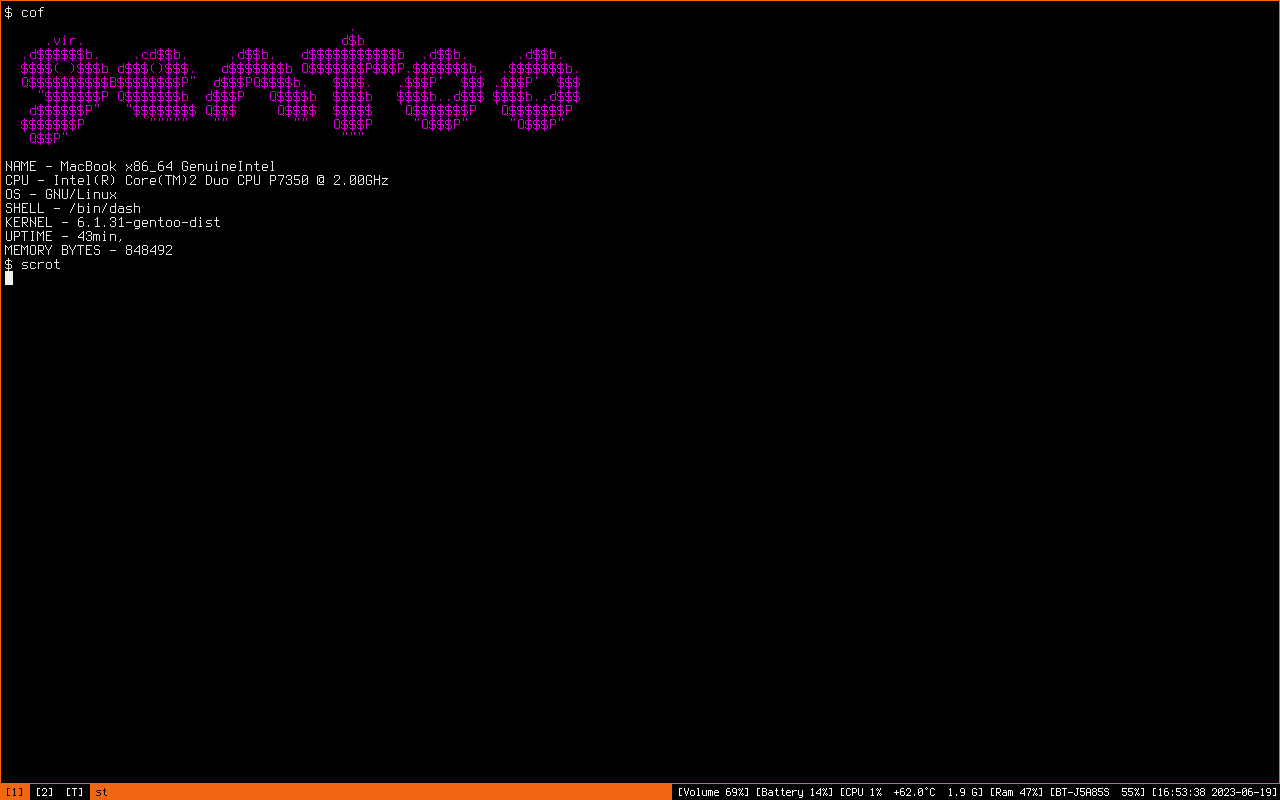 $ cof
GENTOO
NAME - MacBook x86_64 GenuineIntel
CPU - Intel(R) Core(TM)2 Duo CPU P7350 @ 2.00GHz
OS - GNU/Linux
SHELL - /bin/dash
KERNEL - 6.1.31-gentoo-dist
UPTIME - 43min,
MEMORY BYTES - 848492
$ scrot
[1] [2] [T] st [Volume 69%] [Battery 14%] [CPU 1% +62.0°C 1.9 G] [Ram 47%] [BT-J5A85S 55%] [16:53:38 2023-06-19]